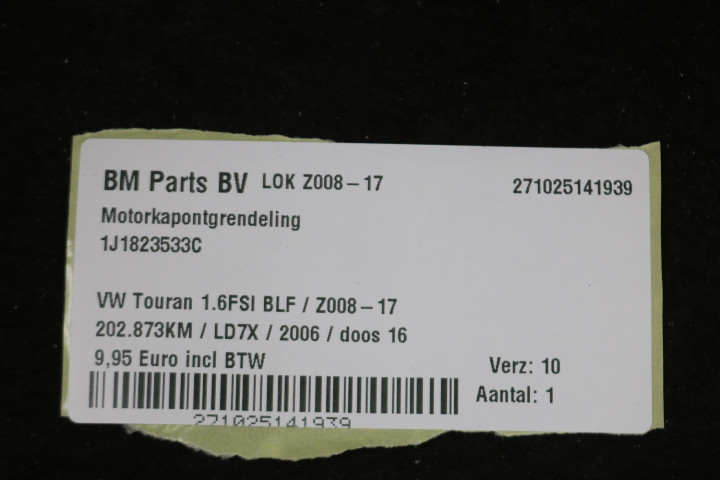 BM Parts BV LOK Z008-17 271025141939
Motorkapontgrendeling
1J1823533C
VW Touran 1.6FSI BLF / Z008-17
202.873KM / LD7X / 2006 / doos 16
9,95 Euro incl BTW Verz: 10
Aantal: 1
271025141939